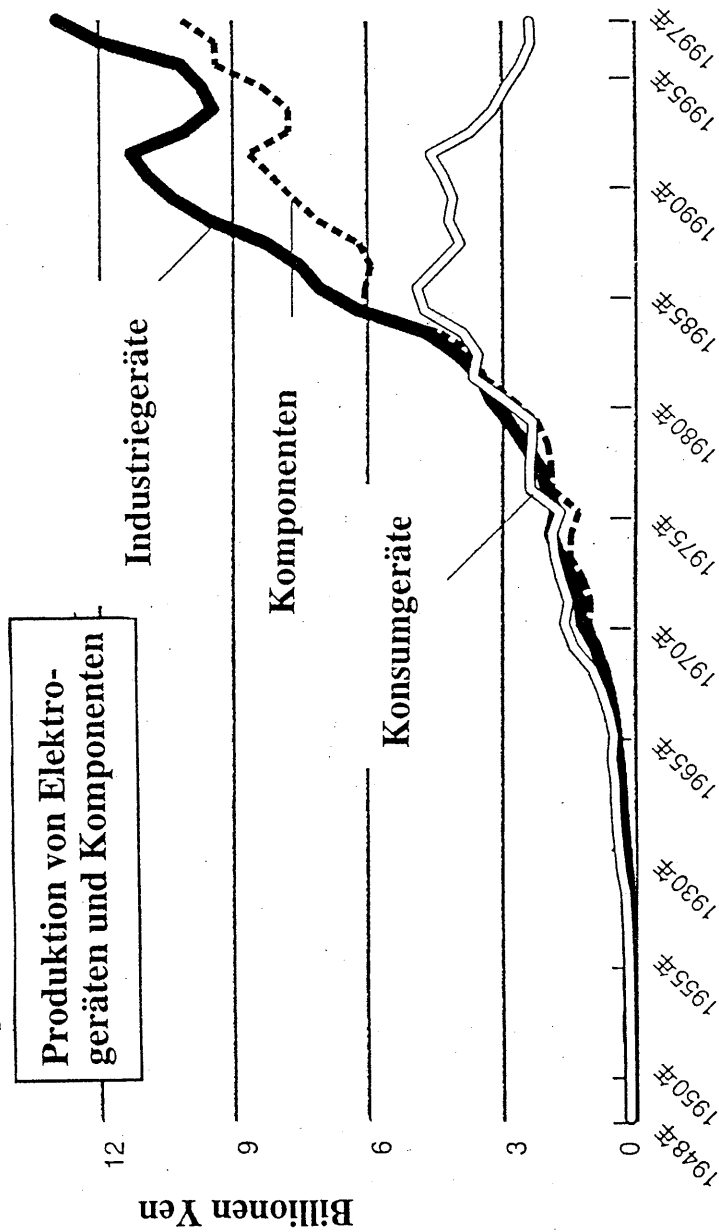 Produktion von Elektro-
geräten und Komponenten
Billionen Yen
12
9
6
3
0
Industriegeräte
Komponenten
Konsumgeräte
1948年
1950年
1955年
1930年
1965年
1970年
1975年
1980年
1985年
1990年
1995年
1997年